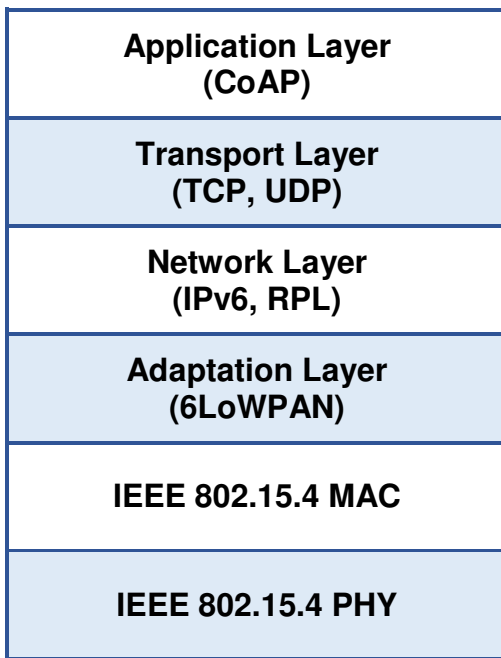 Application Layer
(CoAP)
Transport Layer
(TCP, UDP)
Network Layer
(IPv6, RPL)
Adaptation Layer
(6LoWPAN)
IEEE 802.15.4 MAC
IEEE 802.15.4 PHY